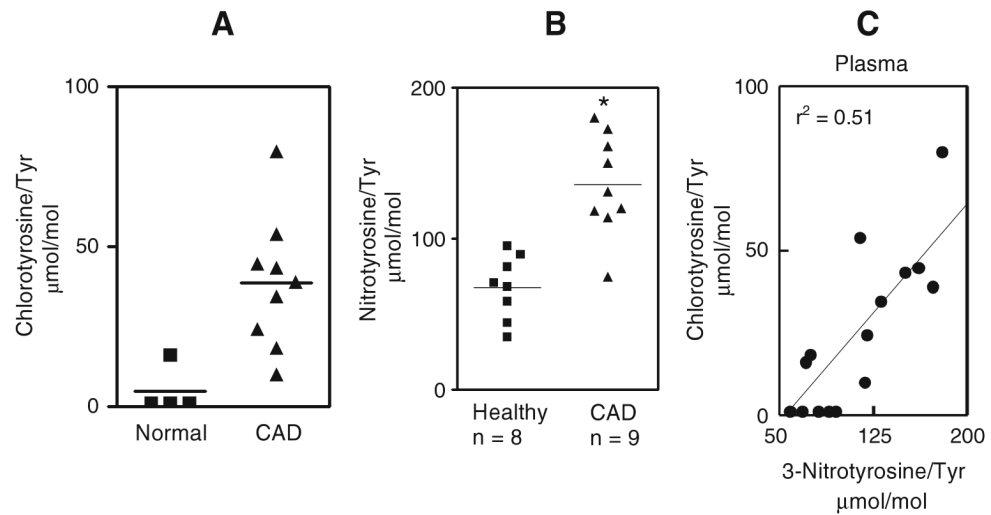 A
100
50
0
Chlorotyrosine/Tyr
μmol/mol
Normal
CAD
B
200
100
0
Nitrotyrosine/Tyr
μmol/mol
*
Healthy
n = 8
CAD
n = 9
C
Plasma
r² = 0.51
100
50
0
Chlorotyrosine/Tyr
μmol/mol
50
125
200
3-Nitrotyrosine/Tyr
μmol/mol